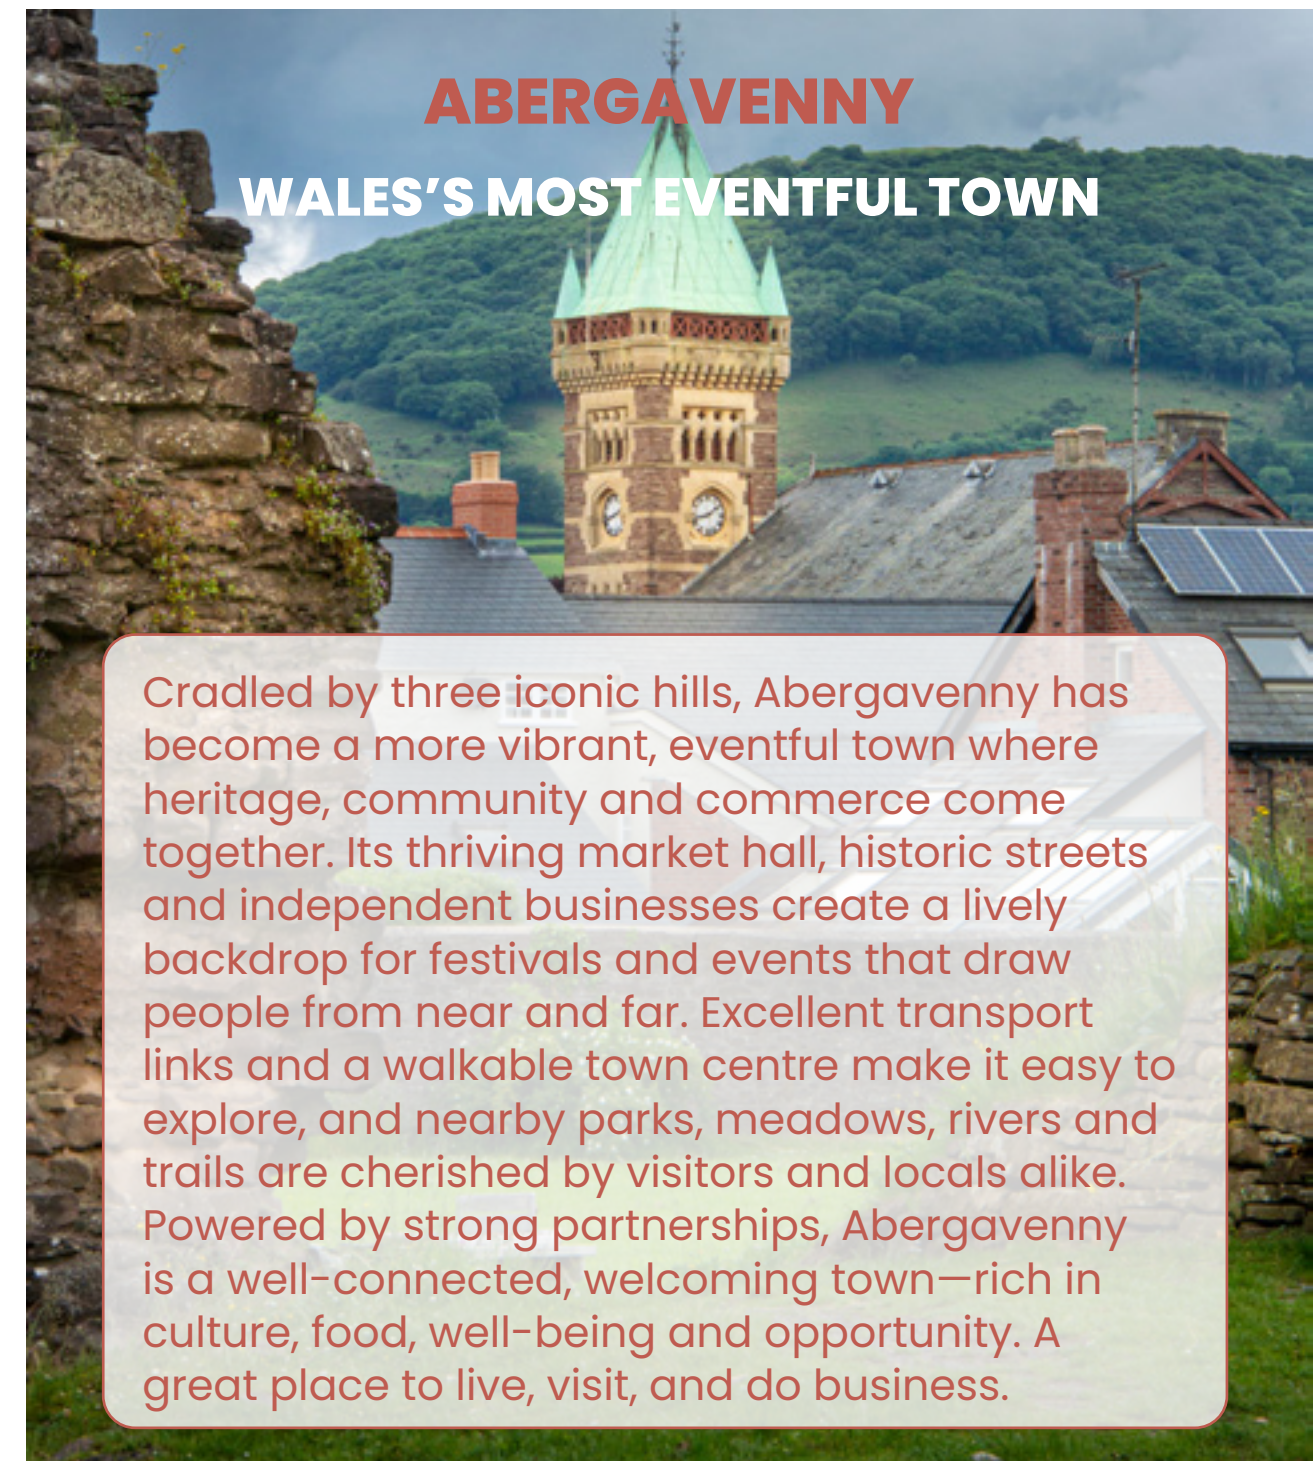 ABERGAVENNY
WALES’S MOST EVENTFUL TOWN
Cradled by three iconic hills, Abergavenny has
become a more vibrant, eventful town where
heritage, community and commerce come
together. Its thriving market hall, historic streets
and independent businesses create a lively
backdrop for festivals and events that draw
people from near and far. Excellent transport
links and a walkable town centre make it easy to
explore, and nearby parks, meadows, rivers and
trails are cherished by visitors and locals alike.
Powered by strong partnerships, Abergavenny
is a well-connected, welcoming town—rich in
culture, food, well-being and opportunity. A
great place to live, visit, and do business.